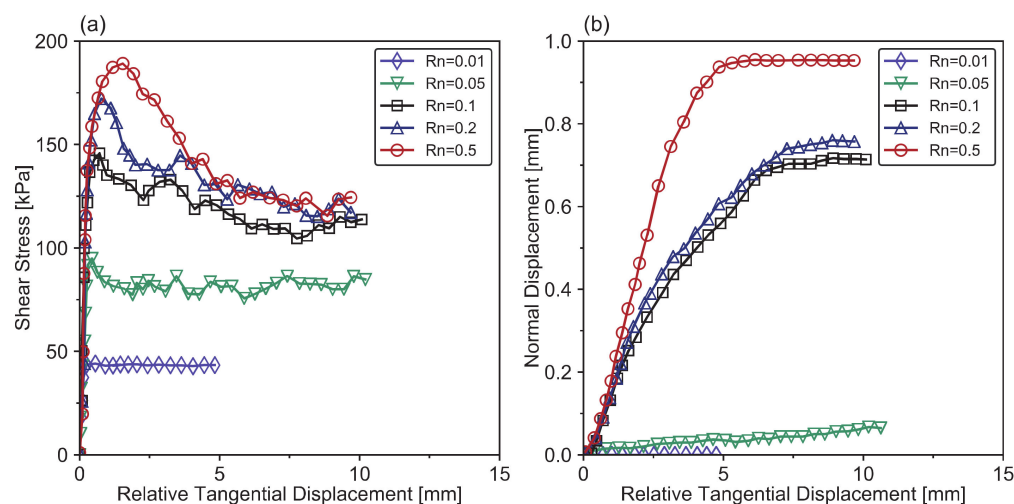 (a)
200
150
100
50
0
Shear Stress [kPa]
0
5
10
15
Relative Tangential Displacement [mm]
Rn=0.01
Rn=0.05
Rn=0.1
Rn=0.2
Rn=0.5
(b)
1.0
0.8
0.6
0.4
0.2
0.0
Normal Displacement [mm]
0
5
10
15
Relative Tangential Displacement [mm]
Rn=0.01
Rn=0.05
Rn=0.1
Rn=0.2
Rn=0.5